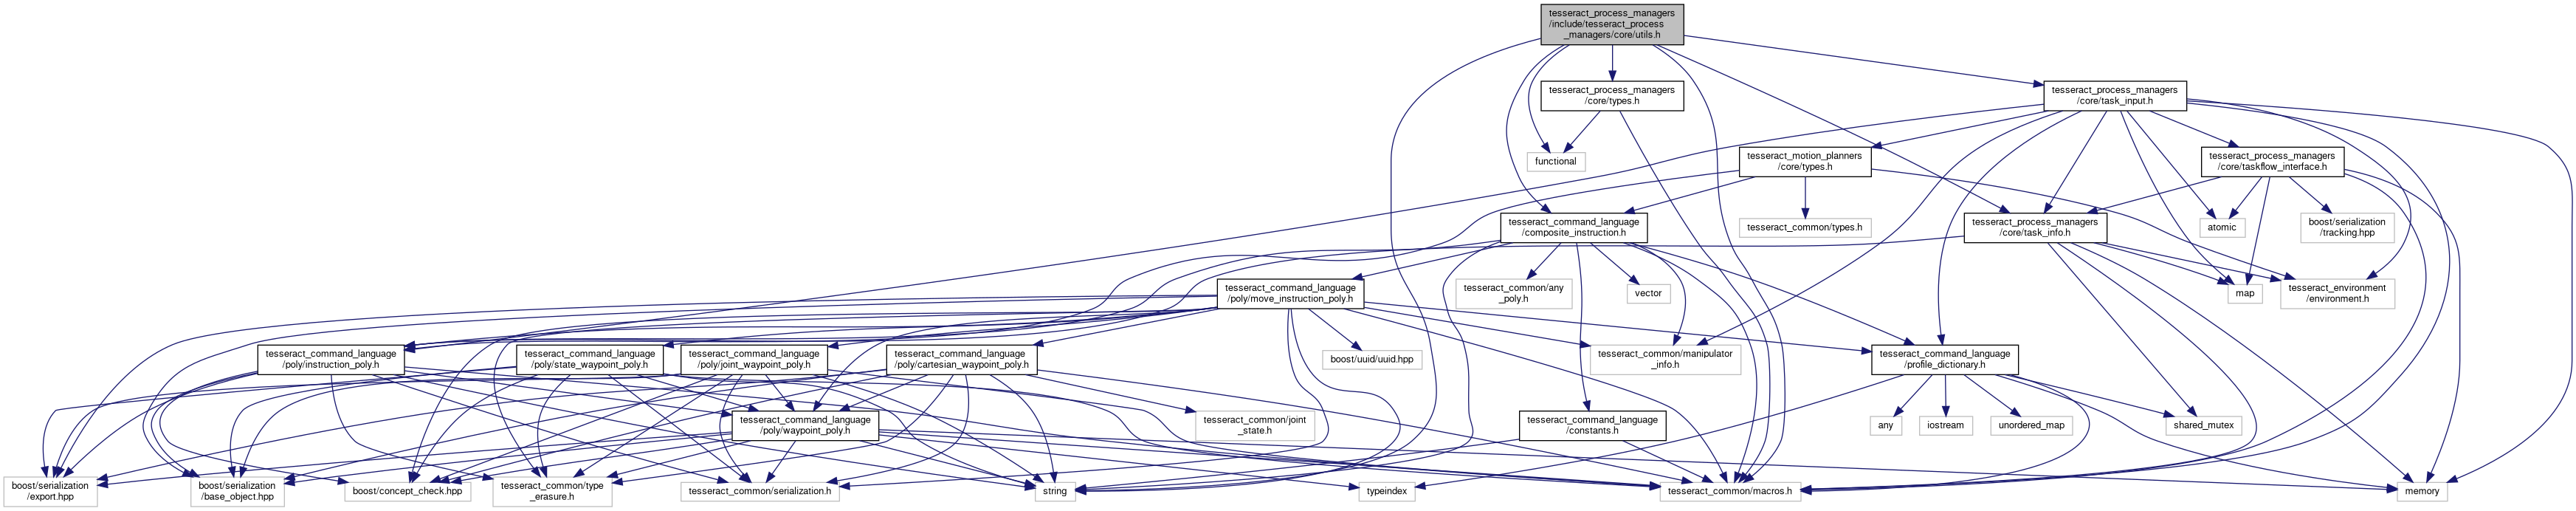 tesseract_process_managers
/include/tesseract_process
_managers/core/utils.h
tesseract_process_managers
/core/types.h
tesseract_process_managers
/core/task_input.h
functional
tesseract_motion_planners
/core/types.h
tesseract_process_managers
/core/taskflow_interface.h
tesseract_command_language
/composite_instruction.h
tesseract_common/types.h
tesseract_process_managers
/core/task_info.h
atomic
boost/serialization
/tracking.hpp
tesseract_command_language
/poly/move_instruction_poly.h
tesseract_common/any
_poly.h
vector
map
tesseract_environment
/environment.h
tesseract_command_language
/poly/instruction_poly.h
tesseract_command_language
/poly/state_waypoint_poly.h
tesseract_command_language
/poly/joint_waypoint_poly.h
tesseract_command_language
/poly/cartesian_waypoint_poly.h
boost/uuid/uuid.hpp
tesseract_common/manipulator
_info.h
tesseract_command_language
/profile_dictionary.h
tesseract_command_language
/poly/waypoint_poly.h
tesseract_common/joint
_state.h
tesseract_command_language
/constants.h
any
iostream
unordered_map
shared_mutex
boost/serialization
/export.hpp
boost/serialization
/base_object.hpp
boost/concept_check.hpp
tesseract_common/type
_erasure.h
tesseract_common/serialization.h
string
typeindex
tesseract_common/macros.h
memory